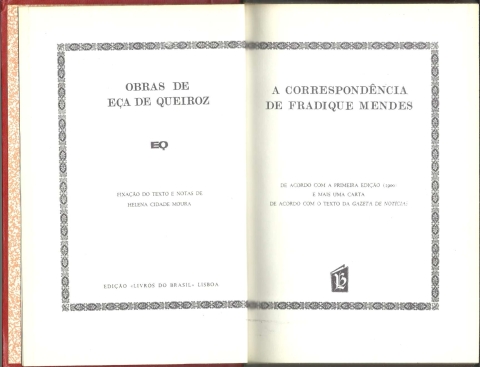 OBRAS DE
EÇA DE QUEIROZ
EQ
FIXAÇÃO DO TEXTO E NOTAS DE
HELENA CIDADE MOURA
EDIÇÃO «LIVROS DO BRASIL» LISBOA
A CORRESPONDÊNCIA
DE FRADIQUE MENDES
DE ACORDO COM A PRIMEIRA EDIÇÃO (1900)
E MAIS UMA CARTA
DE ACORDO COM O TEXTO DA GAZETA DE NOTÍCIAS